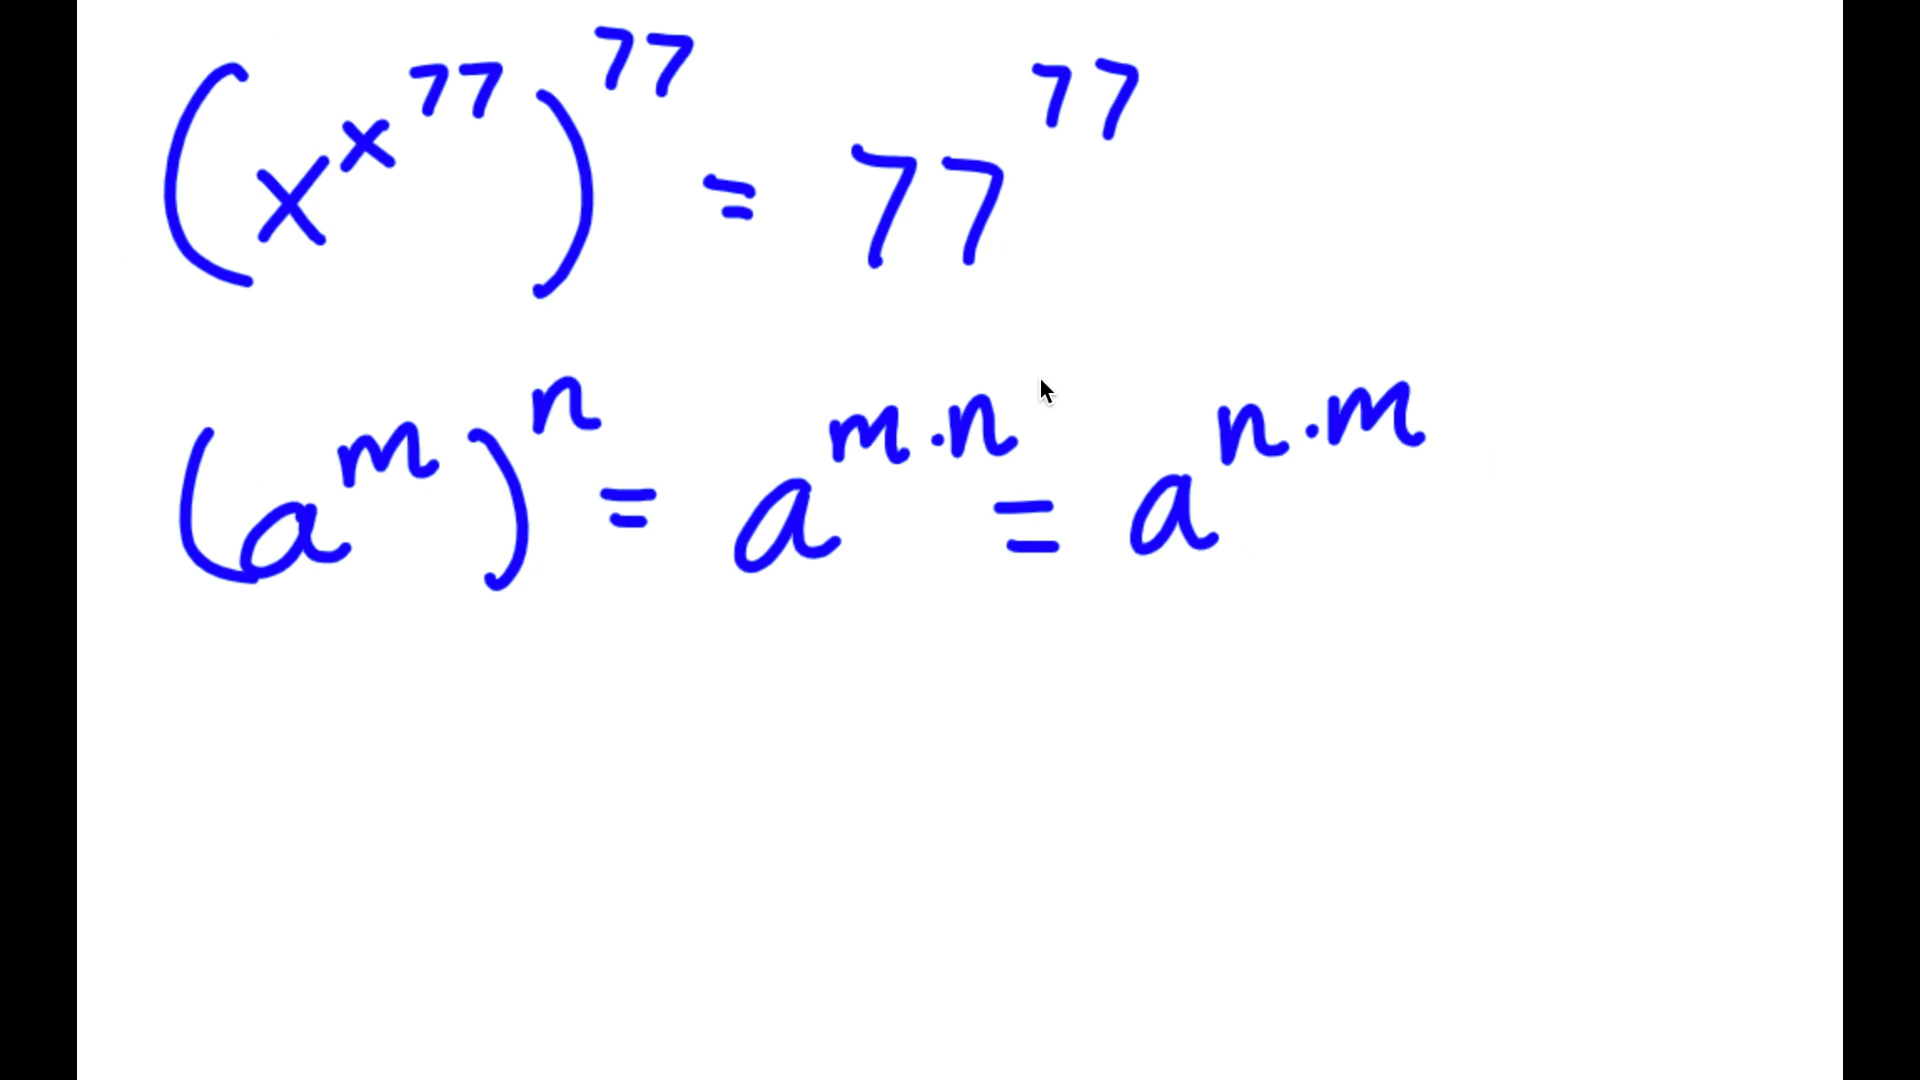 (x^{x^{77}})^{77} = 77^{77}
(a^m)^n = a^{m·n} = a^{n·m}